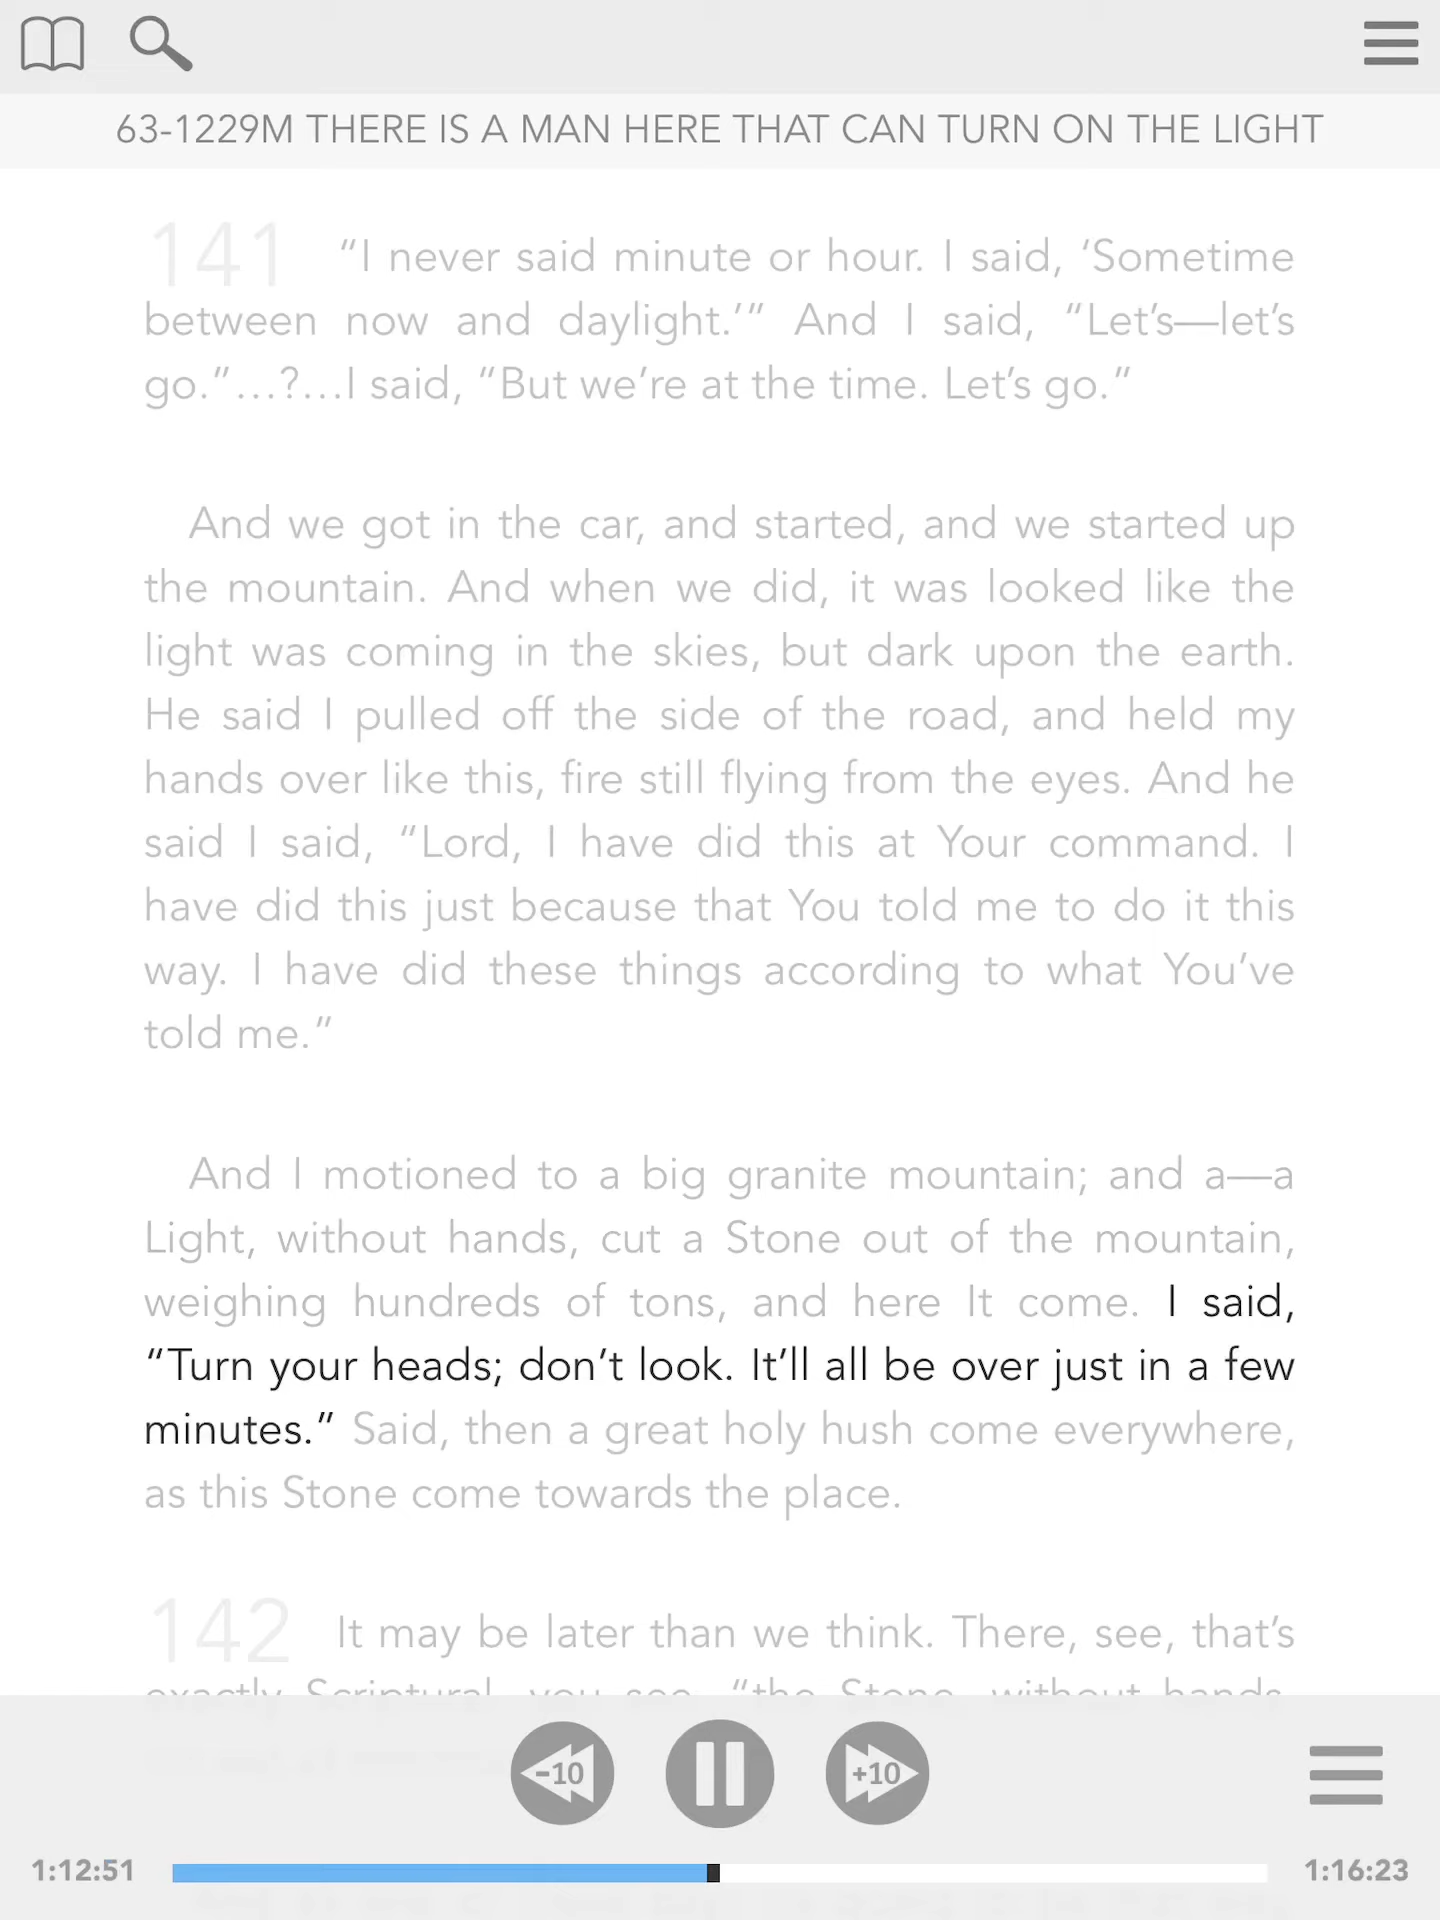 63-1229M THERE IS A MAN HERE THAT CAN TURN ON THE LIGHT
141 “I never said minute or hour. I said, ‘Sometime
between now and daylight.’” And I said, “Let’s—let’s
go.”…?…I said, “But we’re at the time. Let’s go.”
And we got in the car, and started, and we started up
the mountain. And when we did, it was looked like the
light was coming in the skies, but dark upon the earth.
He said I pulled off the side of the road, and held my
hands over like this, fire still flying from the eyes. And he
said I said, “Lord, I have did this at Your command. I
have did this just because that You told me to do it this
way. I have did these things according to what You’ve
told me.”
And I motioned to a big granite mountain; and a—a
Light, without hands, cut a Stone out of the mountain,
weighing hundreds of tons, and here It come. I said,
“Turn your heads; don’t look. It’ll all be over just in a few
minutes.” Said, then a great holy hush come everywhere,
as this Stone come towards the place.
142 It may be later than we think. There, see, that’s
exactly Scriptural, you see, “the Stone, without hands,
-10 +10
1:12:51 1:16:23